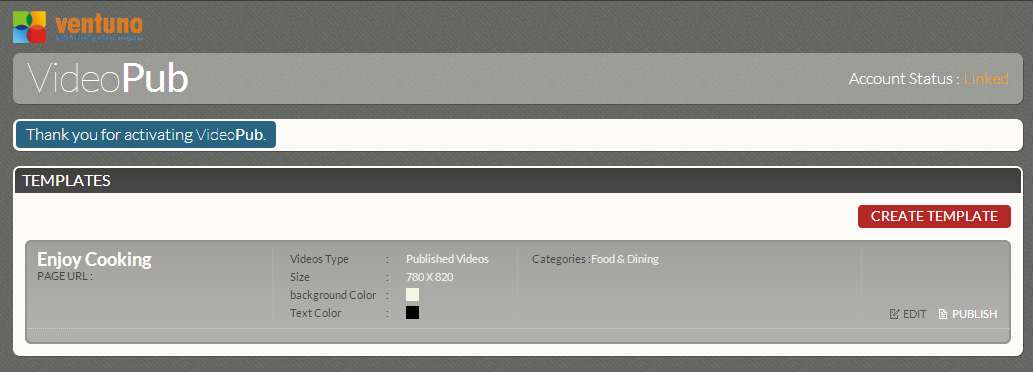 ventuno
VideoPub
Account Status : Linked
Thank you for activating VideoPub.
TEMPLATES
CREATE TEMPLATE
Enjoy Cooking
PAGE URL :
Videos Type : Published Videos
Size : 780 X 820
background Color :
Text Color :
Categories :Food & Dining
EDIT
PUBLISH